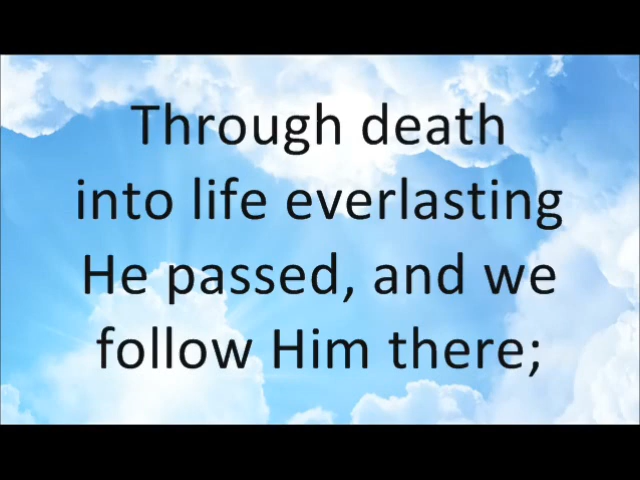 Through death
into life everlasting
He passed, and we
follow Him there;